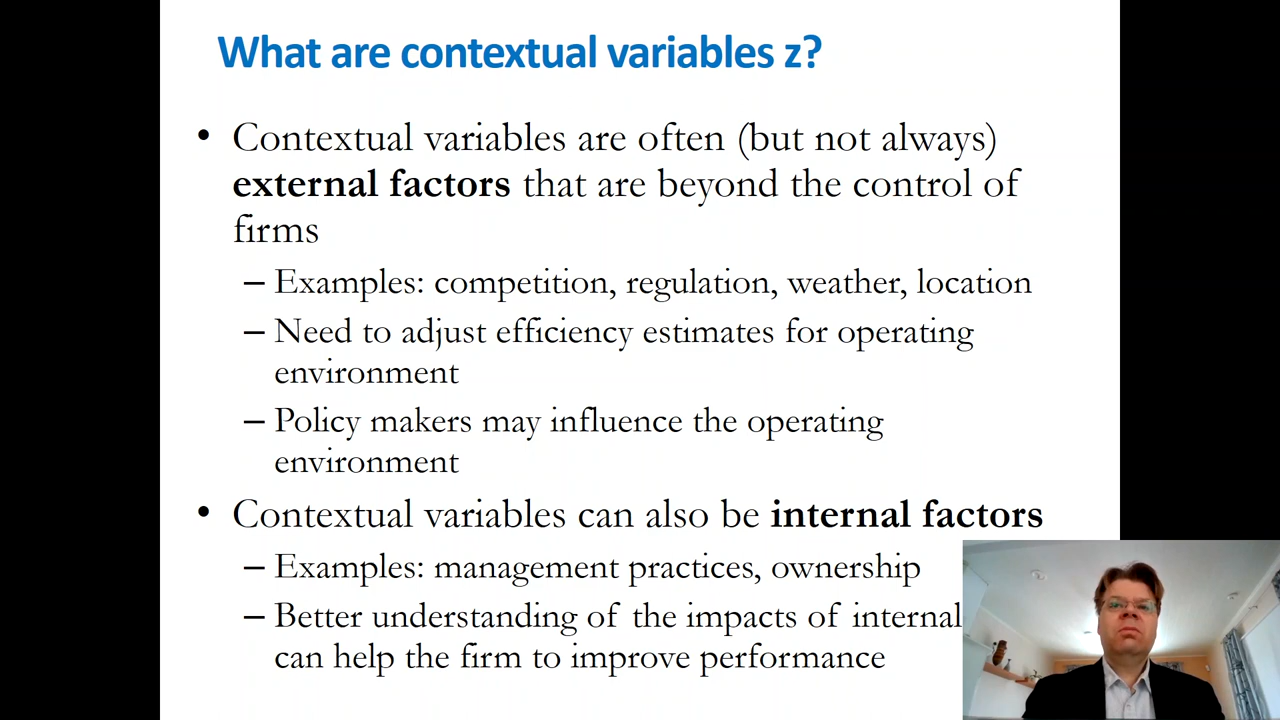 What are contextual variables z?
• Contextual variables are often (but not always)
external factors that are beyond the control of
firms
– Examples: competition, regulation, weather, location
– Need to adjust efficiency estimates for operating
environment
– Policy makers may influence the operating
environment
• Contextual variables can also be internal factors
– Examples: management practices, ownership
– Better understanding of the impacts of internal
can help the firm to improve performance